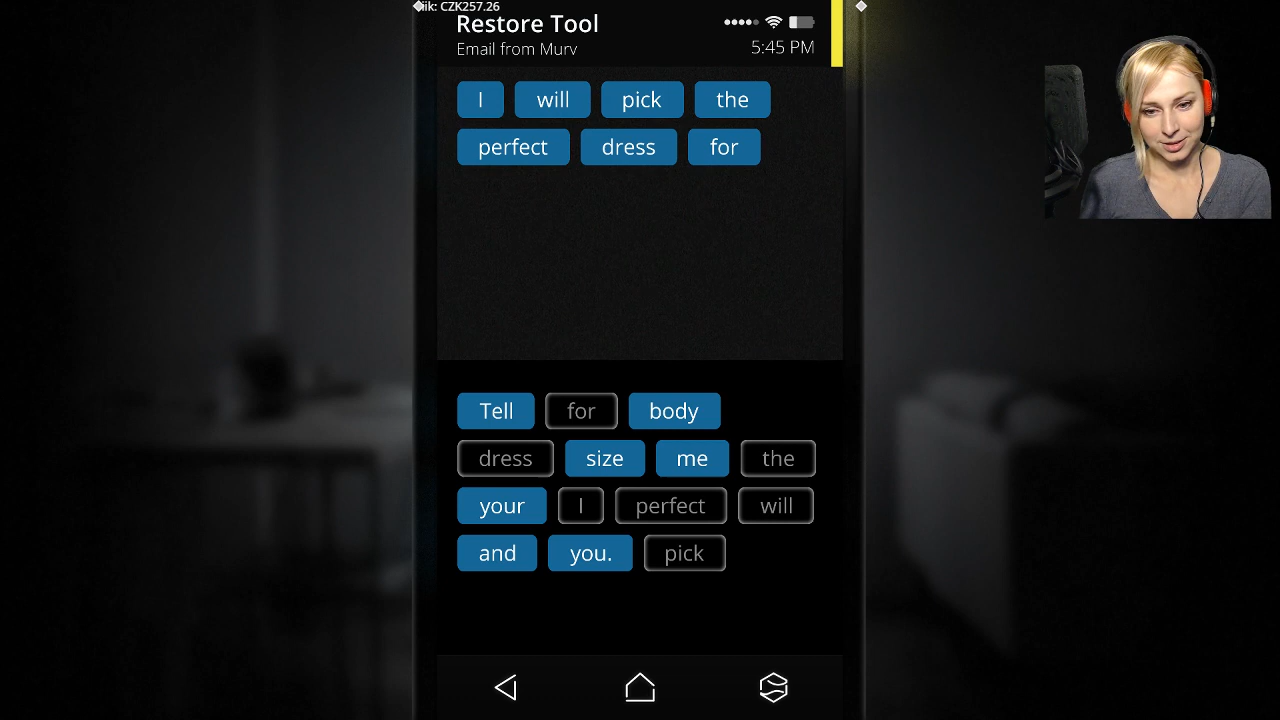 ik: CZK257.26
Restore Tool
Email from Murv
5:45 PM
I will pick the
perfect dress for
Tell for body
dress size me the
your I perfect will
and you. pick